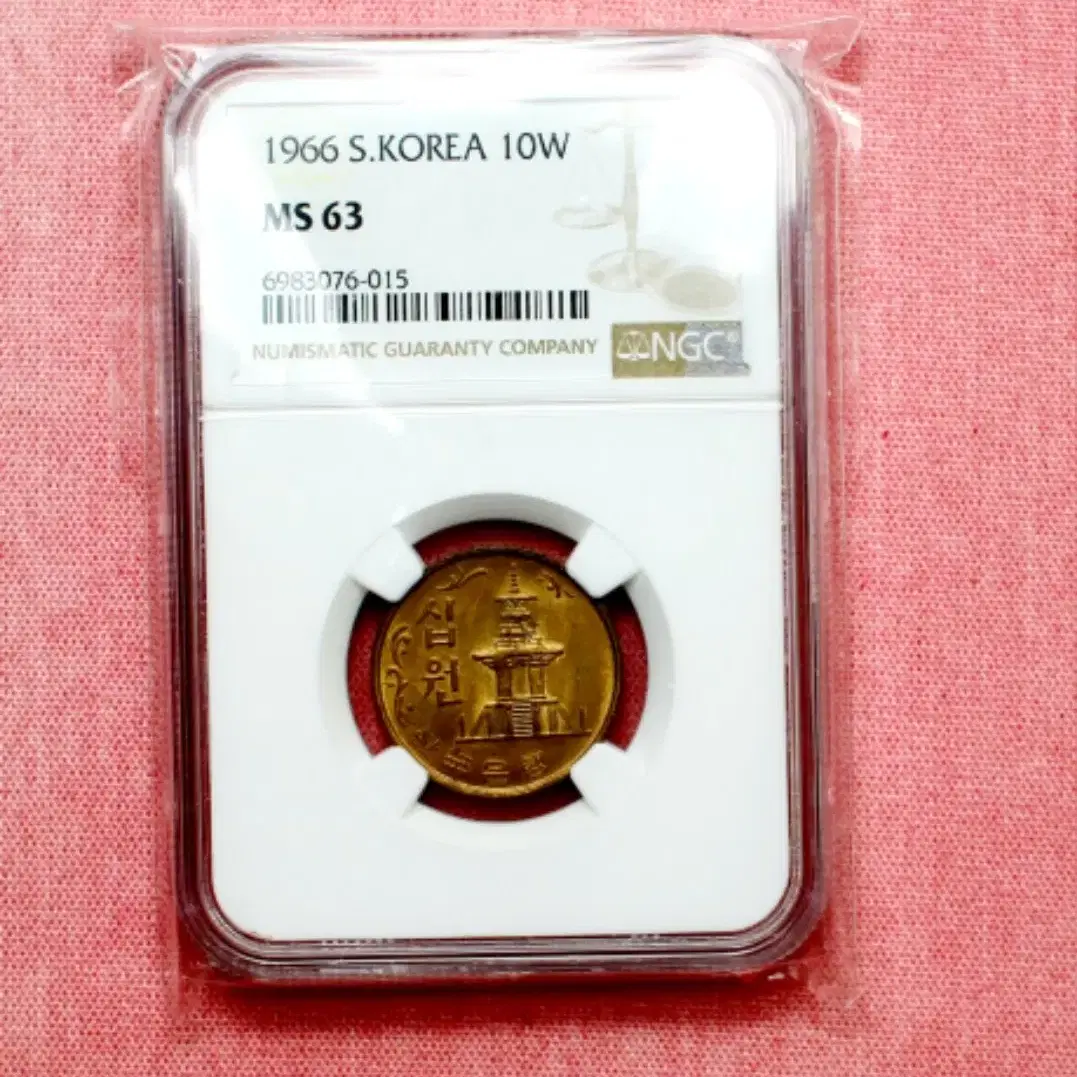 1966 S.KOREA 10W
MS 63
6983076-015
NUMISMATIC GUARANTY COMPANY
NGC®
십
원
한국은행